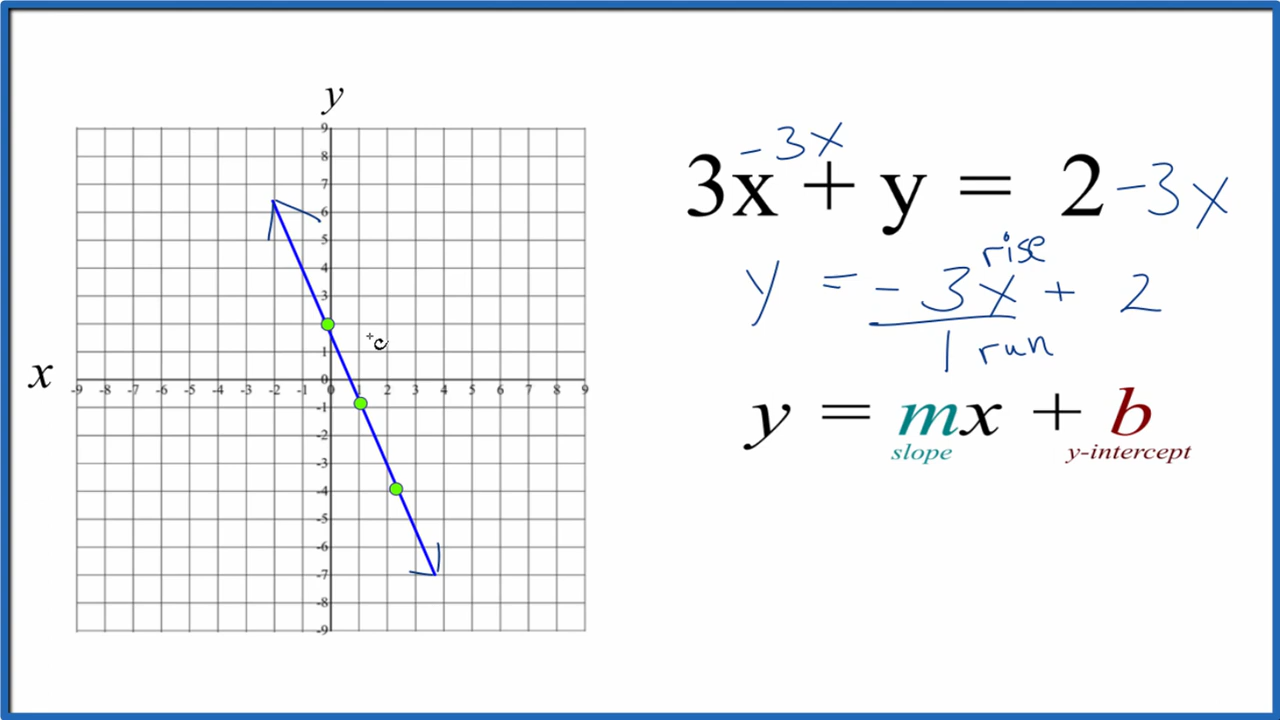 y
9
8
7
6
5
4
3
1
0
x
-9 -8 -7 -6 -5 -4 -3 -2 -1 0 1 2 3 4 5 6 7 8 9
-1
-2
-3
-4
-5
-6
-7
-8
-9
-3x
3x + y = 2 -3x
rise
y = -3x + 2
1 run
y = mx + b
slope y-intercept